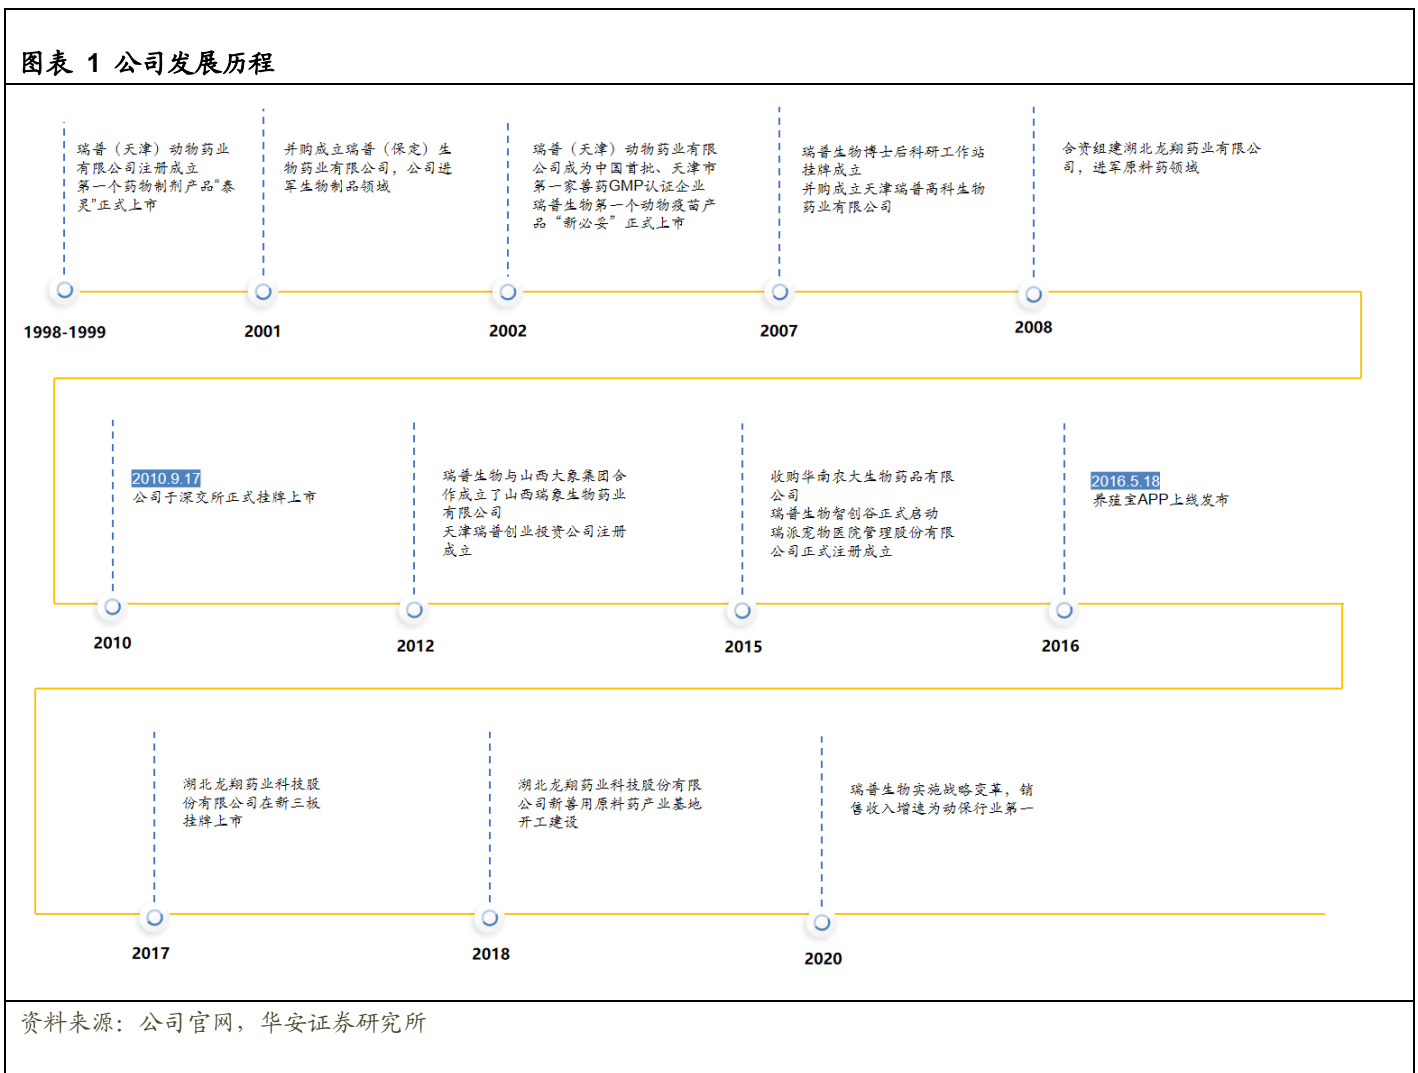 图表 1 公司发展历程
瑞普（天津）动物药业
有限公司注册成立
第一个药物制剂产品“泰
灵”正式上市
1998-1999
并购成立瑞普（保定）生
物药业有限公司，公司进
军生物制品领域
2001
瑞普（天津）动物药业有限
公司成为中国首批、天津市
第一家兽药GMP认证企业
瑞普生物第一个动物疫苗产
品“新必妥”正式上市
2002
瑞普生物博士后科研工作站
挂牌成立
并购成立天津瑞普高科生物
药业有限公司
2007
合资组建湖北龙翔药业有限公
司，进军原料药领域
2008
2010.9.17
公司于深交所正式挂牌上市
2010
瑞普生物与山西大象集团合
作成立了山西瑞象生物药业
有限公司
天津瑞普创业投资公司注册
成立
2012
收购华南农大生物药品有限
公司
瑞普生物智创谷正式启动
瑞派宠物医院管理股份有限
公司正式注册成立
2015
2016.5.18
养殖宝APP上线发布
2016
湖北龙翔药业科技股
份有限公司在新三板
挂牌上市
2017
湖北龙翔药业科技股份有限
公司新兽用原料药产业基地
开工建设
2018
瑞普生物实施战略变革，销
售收入增速为动保行业第一
2020
资料来源：公司官网，华安证券研究所